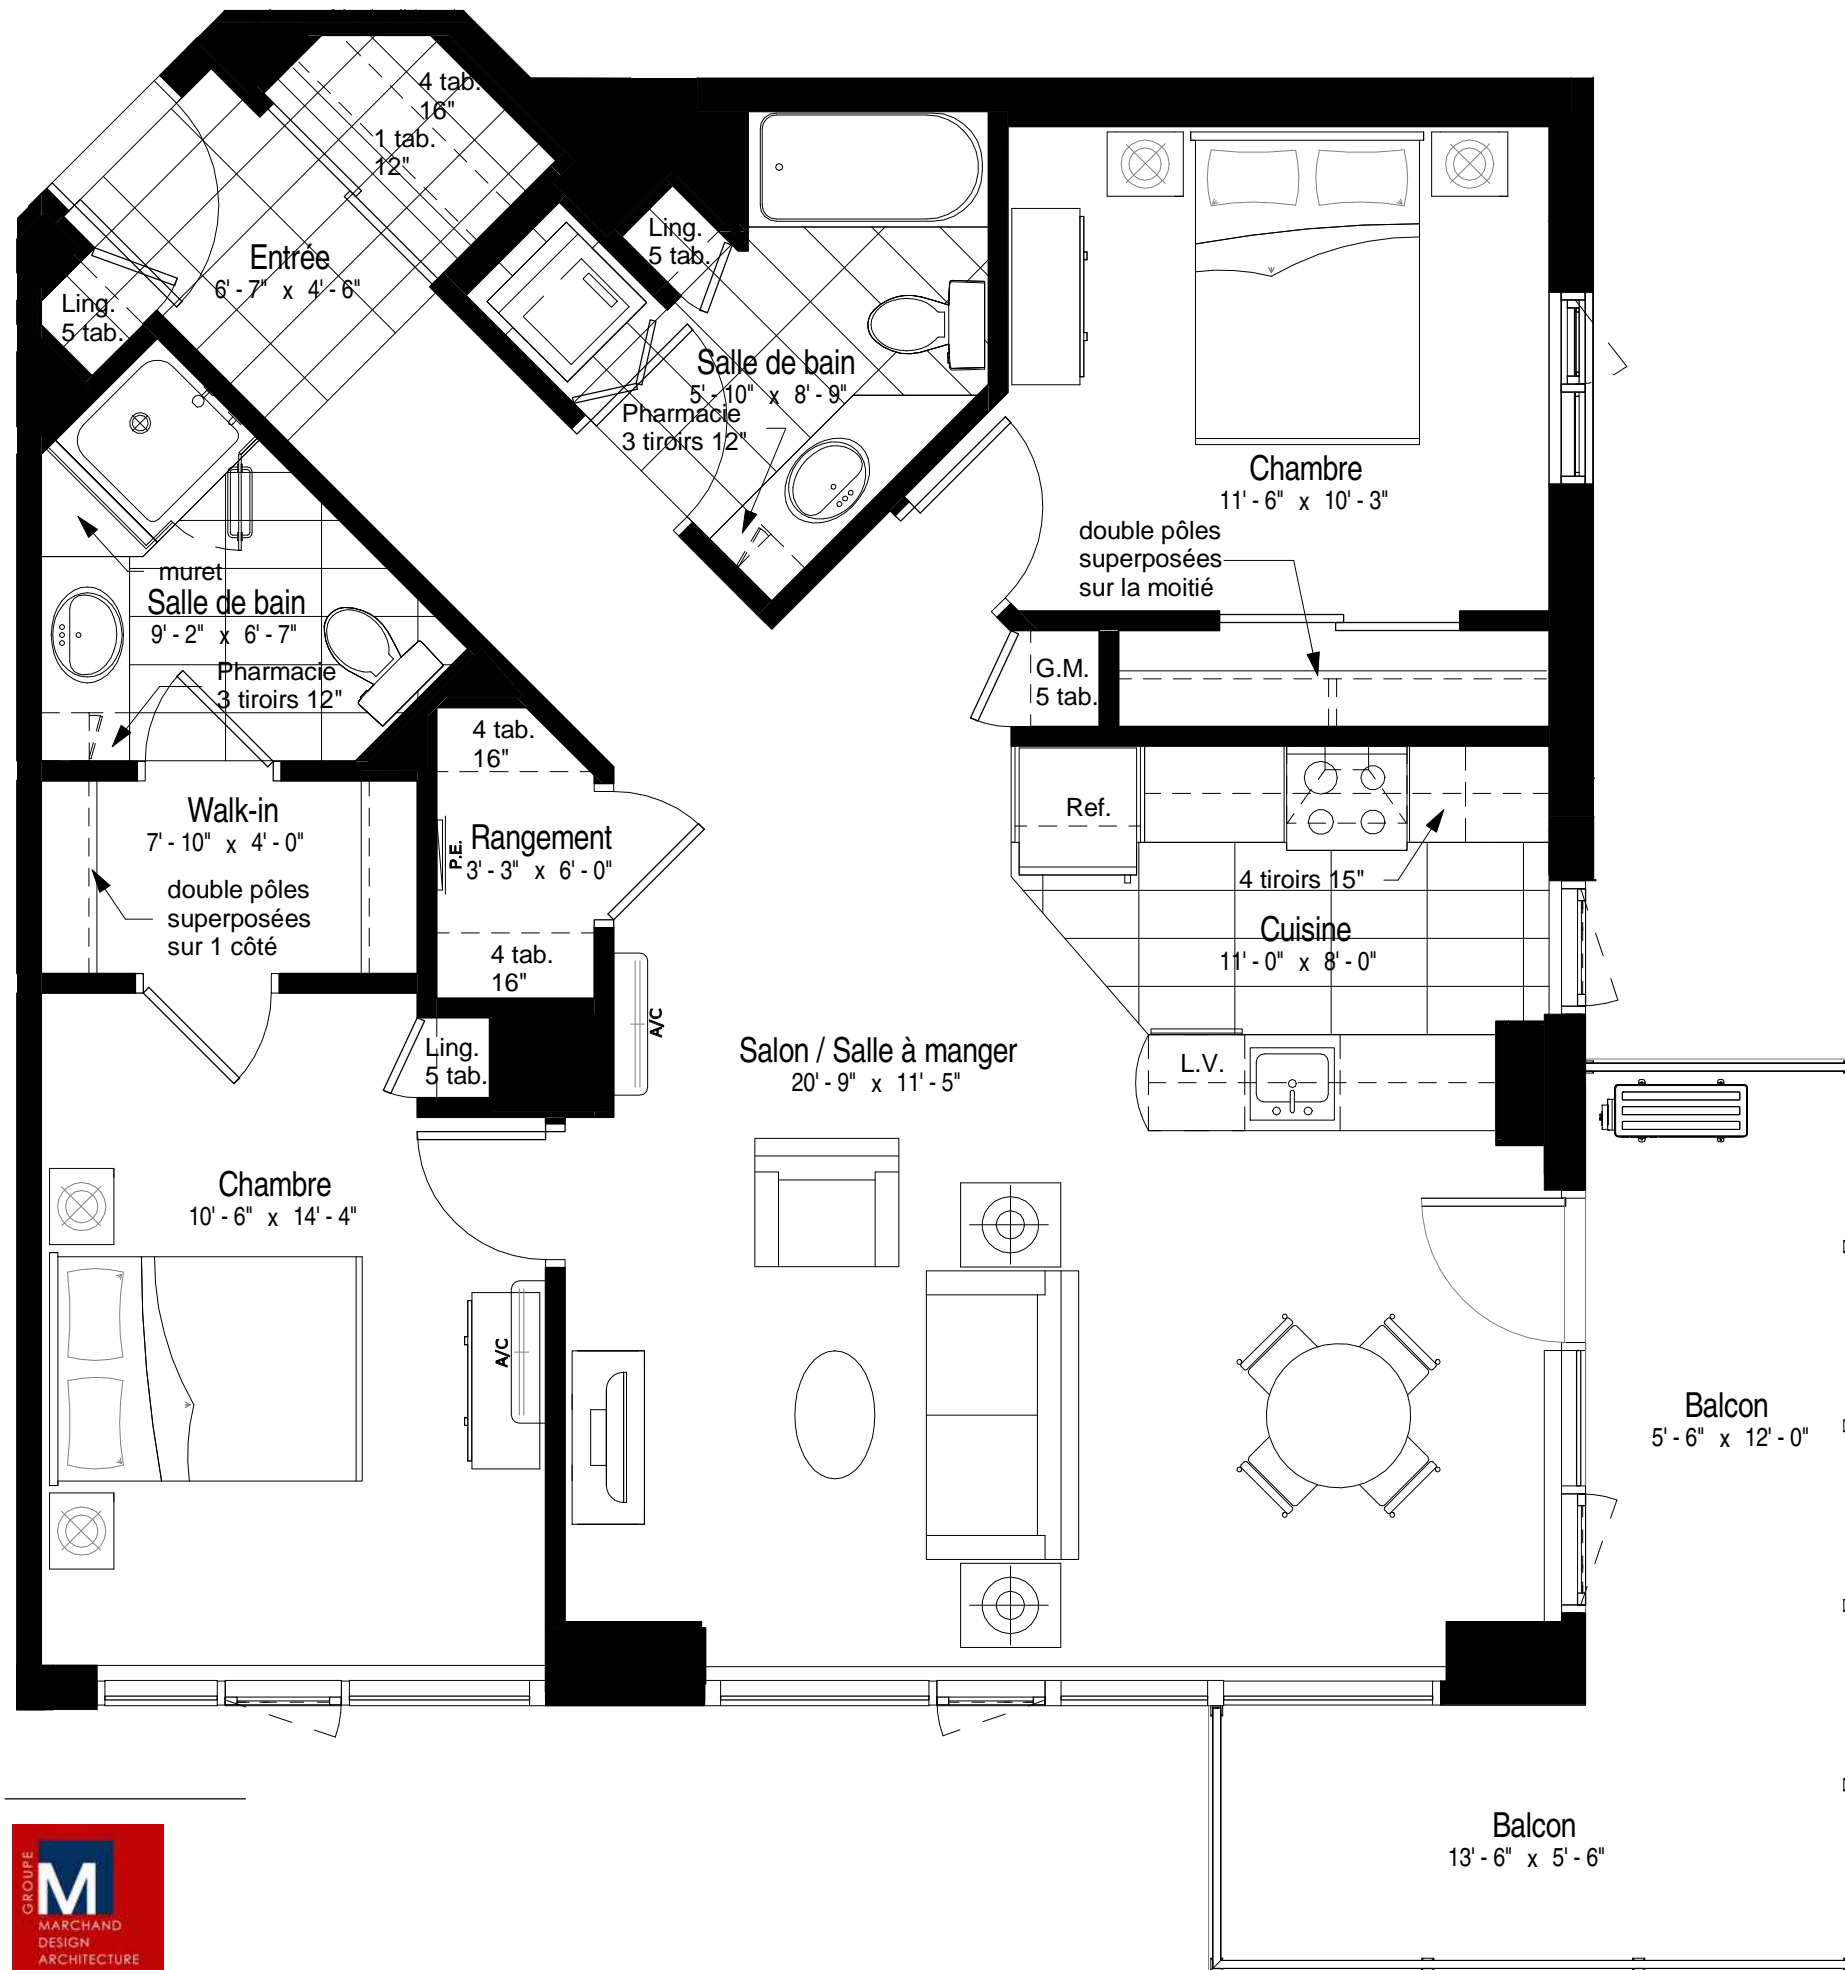 4 tab.
16"
1 tab.
12"
Entrée
6' - 7" x 4' - 6"
Ling.
5 tab.
Ling.
5 tab.
Salle de bain
5' - 10" x 8' - 9"
Pharmacie
3 tiroirs 12"
Chambre
11' - 6" x 10' - 3"
double pôles
superposées
sur la moitié
muret
Salle de bain
9' - 2" x 6' - 7"
Pharmacie
3 tiroirs 12"
G.M.
5 tab.
4 tab.
16"
Walk-in
7' - 10" x 4' - 0"
double pôles
superposées
sur 1 côté
P.E.
Rangement
3' - 3" x 6' - 0"
4 tab.
16"
Ref.
4 tiroirs 15"
Cuisine
11' - 0" x 8' - 0"
A/C
Ling.
5 tab.
Salon / Salle à manger
20' - 9" x 11' - 5"
L.V.
Chambre
10' - 6" x 14' - 4"
A/C
Balcon
5' - 6" x 12' - 0"
Balcon
13' - 6" x 5' - 6"
GROUPE
M
MARCHAND
DESIGN
ARCHITECTURE